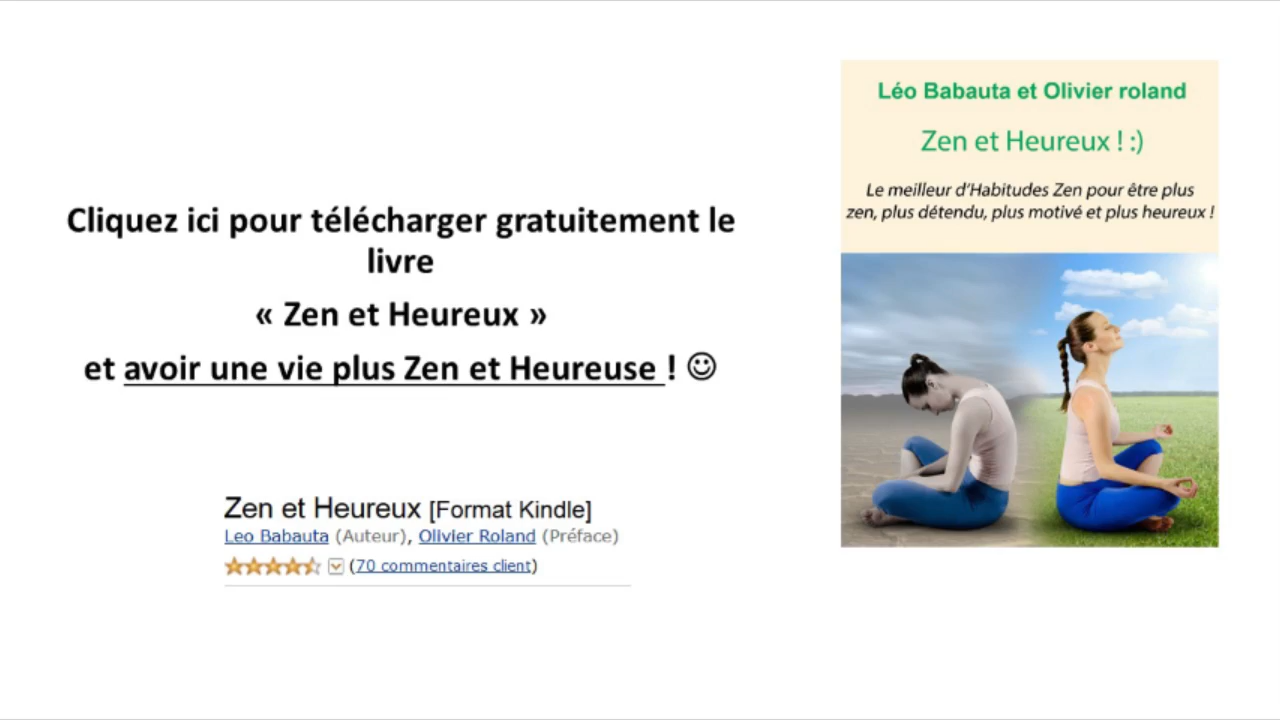 Cliquez ici pour télécharger gratuitement le
livre
« Zen et Heureux »
et avoir une vie plus Zen et Heureuse ! ☺
Zen et Heureux [Format Kindle]
Leo Babauta (Auteur), Olivier Roland (Préface)
(70 commentaires client)
Léo Babauta et Olivier roland
Zen et Heureux ! :)
Le meilleur d'Habitudes Zen pour être plus
zen, plus détendu, plus motivé et plus heureux !